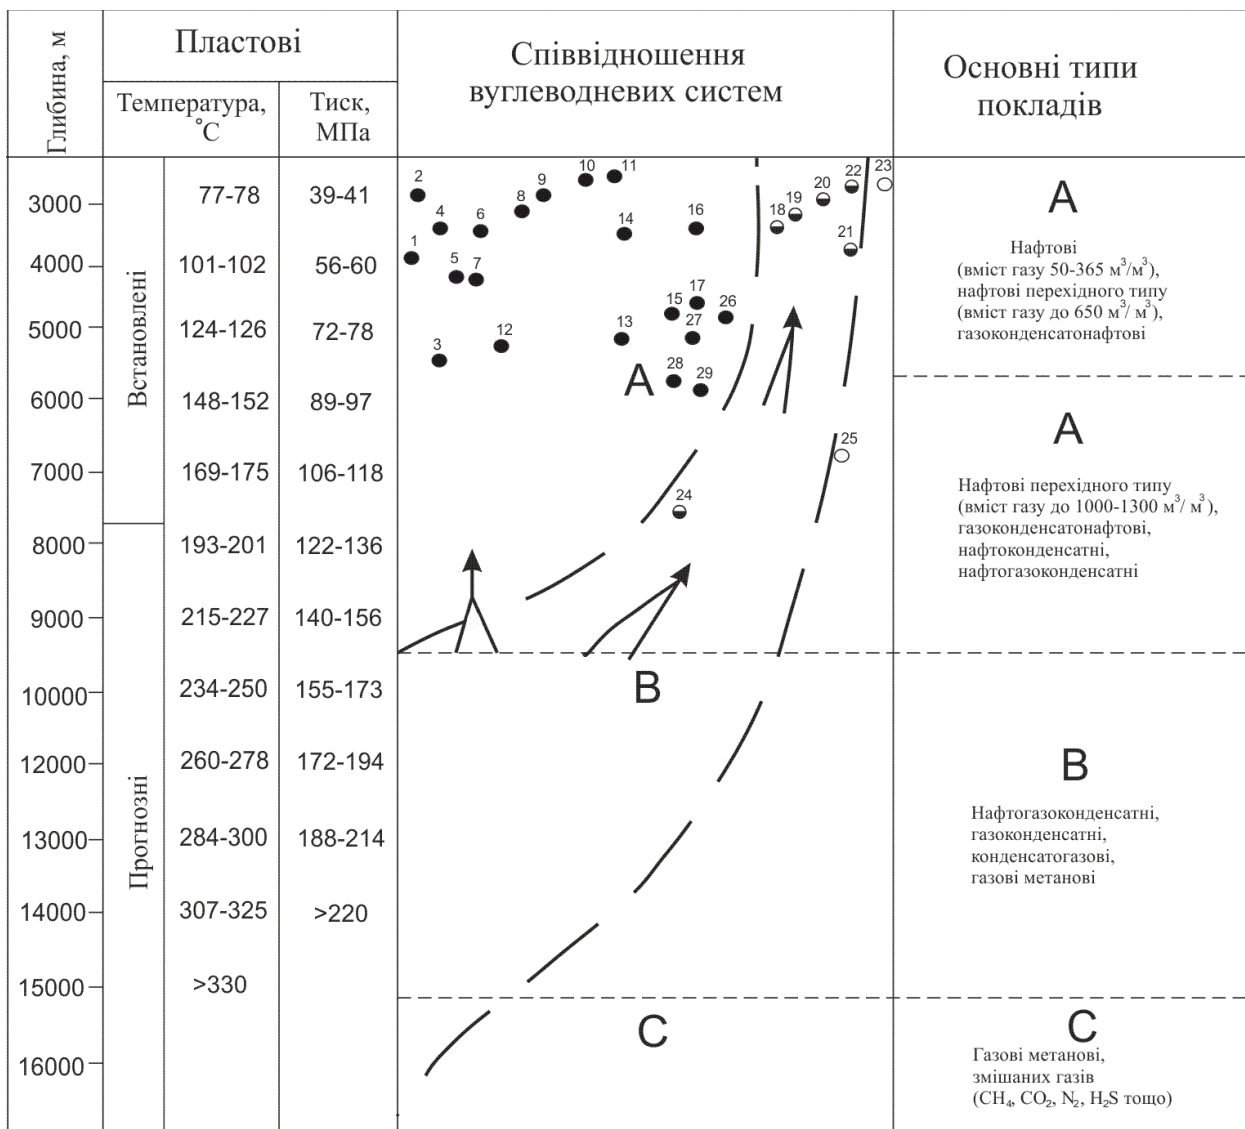 Глибина, м
Пластові
Температура,
°С
Тиск,
МПа
Співвідношення
вуглеводневих систем
Основні типи
покладів
Встановлені
Прогнозні
3000
77-78
39-41
4000
101-102
56-60
5000
124-126
72-78
6000
148-152
89-97
7000
169-175
106-118
8000
193-201
122-136
9000
215-227
140-156
10000
234-250
155-173
12000
260-278
172-194
13000
284-300
188-214
14000
307-325
>220
15000
>330
16000
2
4
6
8
9
10
11
1
5
7
14
16
18
19
20
22
23
21
3
12
13
15
17
26
27
28
29
A
25
24
B
C
A
Нафтові
(вміст газу 50-365 м³/м³),
нафтові перехідного типу
(вміст газу до 650 м³/ м³),
газоконденсатонафтові
A
Нафтові перехідного типу
(вміст газу до 1000-1300 м³/ м³),
газоконденсатонафтові,
нафтоконденсатні,
нафтогазоконденсатні
B
Нафтогазоконденсатні,
газоконденсатні,
конденсатогазові,
газові метанові
C
Газові метанові,
змішаних газів
(CH₄, CO₂, N₂, H₂S тощо)